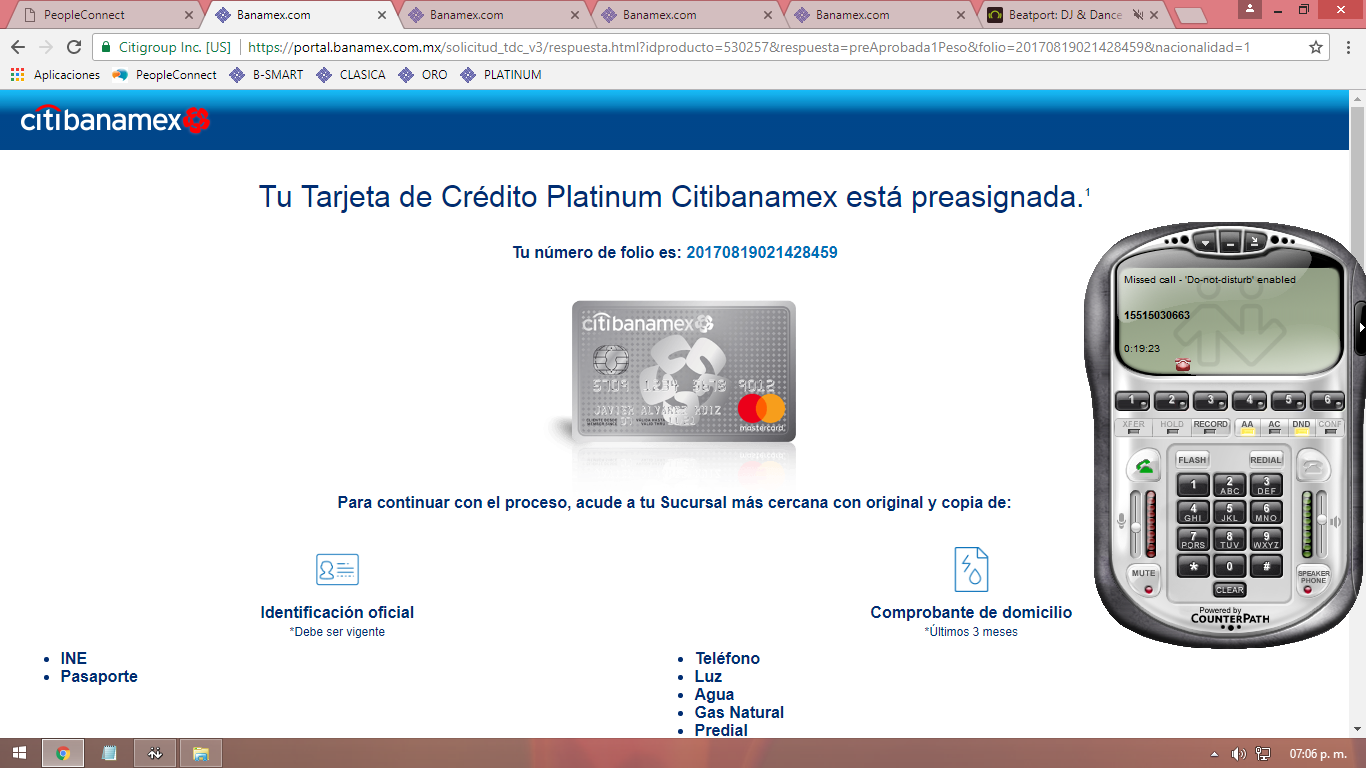 PeopleConnect
Banamex.com
Banamex.com
Banamex.com
Banamex.com
Beatport: DJ & Dance
Citigroup Inc. [US]
https://portal.banamex.com.mx/solicitud_tdc_v3/respuesta.html?idproducto=530257&respuesta=preAprobada1Peso&folio=20170819021428459&nacionalidad=1
Aplicaciones
PeopleConnect
B-SMART
CLASICA
ORO
PLATINUM
citibanamex
Tu Tarjeta de Crédito Platinum Citibanamex está preasignada.1
Tu número de folio es: 20170819021428459
citibanamex
9012
JAVIER ALVAREZ RUIZ
mastercard
Para continuar con el proceso, acude a tu Sucursal más cercana con original y copia de:
Identificación oficial
*Debe ser vigente
INE
Pasaporte
Comprobante de domicilio
*Últimos 3 meses
Teléfono
Luz
Agua
Gas Natural
Predial
Missed call - 'Do-not-disturb' enabled
15515030663
0:19:23
1 2 3 4 5 6
XFER HOLD RECORD AA AC DND CONF
FLASH REDIAL
1 2 ABC 3 DEF
4 GHI 5 JKL 6 MNO
7 PQRS 8 TUV 9 WXYZ
* 0 #
MUTE
SPEAKER PHONE
CLEAR
Powered by
COUNTERPATH
07:06 p. m.